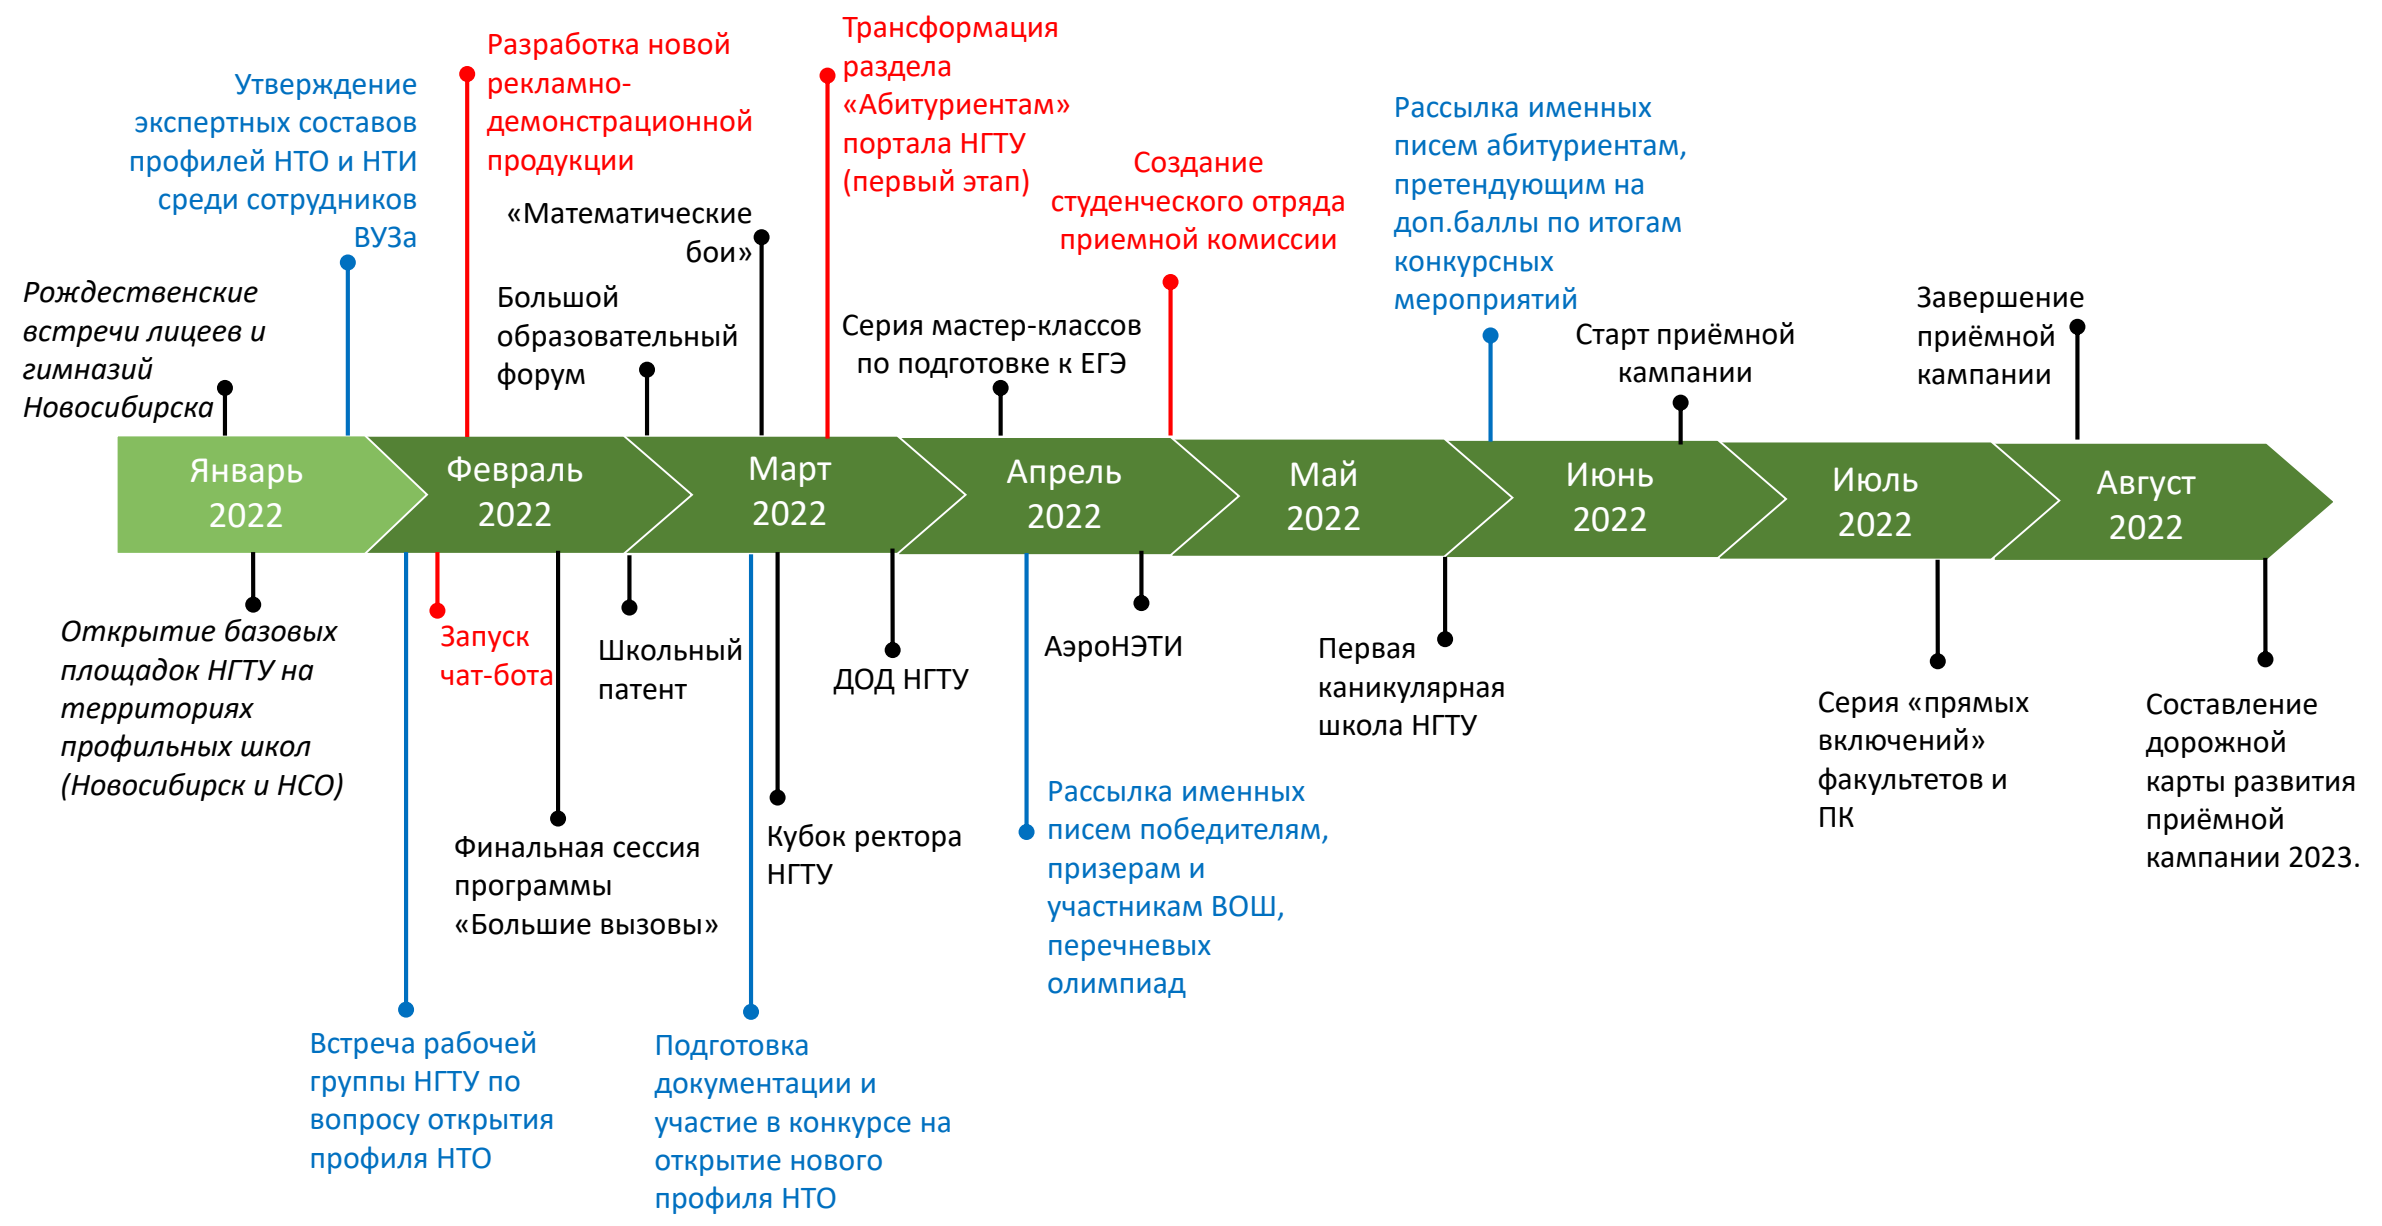 Разработка новой
рекламно-
демонстрационной
продукции
Трансформация
раздела
«Абитуриентам»
портала НГТУ
(первый этап)
Утверждение
экспертных составов
профилей НТО и НТИ
среди сотрудников
ВУЗа
Рассылка именных
писем абитуриентам,
претендующим на
доп.баллы по итогам
конкурсных
мероприятий
Создание
студенческого отряда
приемной комиссии
«Математические
бои»
Рождественские
встречи лицеев и
гимназий
Новосибирска
Большой
образовательный
форум
Серия мастер-классов
по подготовке к ЕГЭ
Старт приёмной
кампании
Завершение
приёмной
кампании
Январь
2022
Февраль
2022
Март
2022
Апрель
2022
Май
2022
Июнь
2022
Июль
2022
Август
2022
Открытие базовых
площадок НГТУ на
территориях
профильных школ
(Новосибирск и НСО)
Запуск
чат-бота
Школьный
патент
ДОД НГТУ
АэроНЭТИ
Первая
каникулярная
школа НГТУ
Серия «прямых
включений»
факультетов и
ПК
Составление
дорожной
карты развития
приёмной
кампании 2023.
Финальная сессия
программы
«Большие вызовы»
Кубок ректора
НГТУ
Рассылка именных
писем победителям,
призерам и
участникам ВОШ,
перечневых
олимпиад
Встреча рабочей
группы НГТУ по
вопросу открытия
профиля НТО
Подготовка
документации и
участие в конкурсе на
открытие нового
профиля НТО